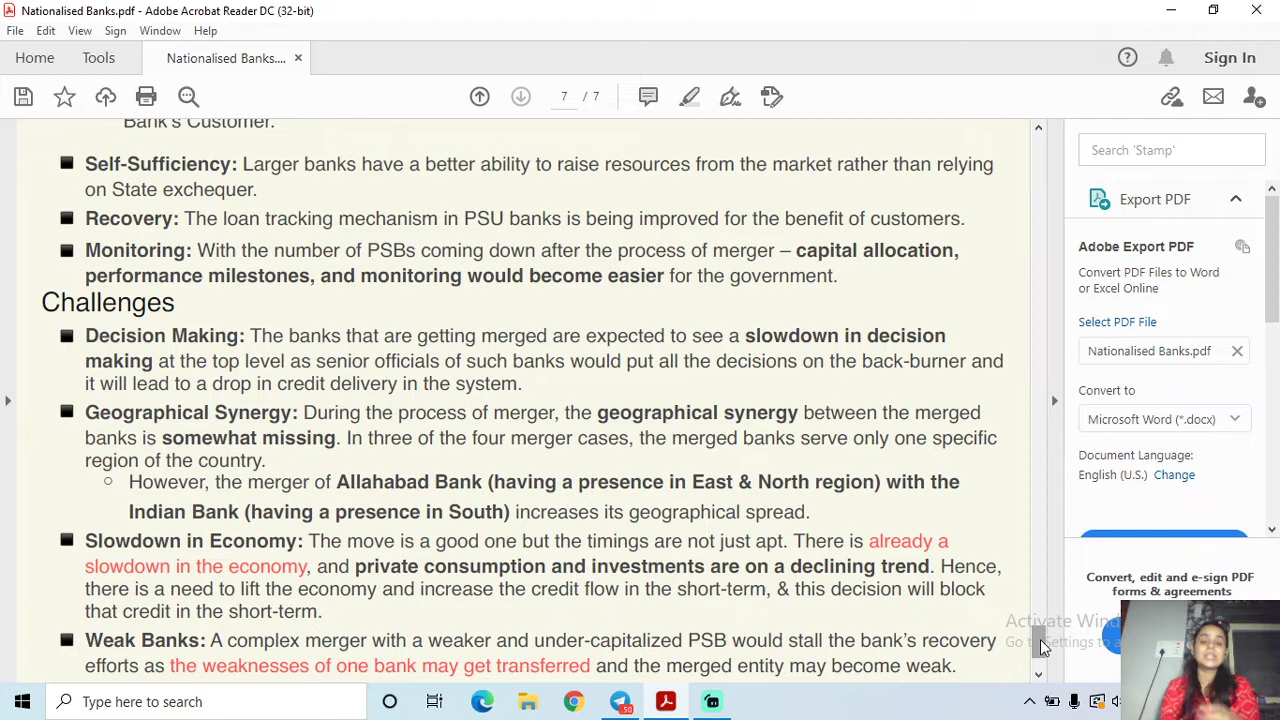 Nationalised Banks.pdf - Adobe Acrobat Reader DC (32-bit)
File Edit View Sign Window Help
Home Tools Nationalised Banks.... ×
7 / 7
Sign In
Bank's Customer.
Self-Sufficiency: Larger banks have a better ability to raise resources from the market rather than relying
on State exchequer.
Recovery: The loan tracking mechanism in PSU banks is being improved for the benefit of customers.
Monitoring: With the number of PSBs coming down after the process of merger – capital allocation,
performance milestones, and monitoring would become easier for the government.
Challenges
Decision Making: The banks that are getting merged are expected to see a slowdown in decision
making at the top level as senior officials of such banks would put all the decisions on the back-burner and
it will lead to a drop in credit delivery in the system.
Geographical Synergy: During the process of merger, the geographical synergy between the merged
banks is somewhat missing. In three of the four merger cases, the merged banks serve only one specific
region of the country.
However, the merger of Allahabad Bank (having a presence in East & North region) with the
Indian Bank (having a presence in South) increases its geographical spread.
Slowdown in Economy: The move is a good one but the timings are not just apt. There is already a
slowdown in the economy, and private consumption and investments are on a declining trend. Hence,
there is a need to lift the economy and increase the credit flow in the short-term, & this decision will block
that credit in the short-term.
Weak Banks: A complex merger with a weaker and under-capitalized PSB would stall the bank's recovery
efforts as the weaknesses of one bank may get transferred and the merged entity may become weak.
Search 'Stamp'
Export PDF
Adobe Export PDF
Convert PDF Files to Word
or Excel Online
Select PDF File
Nationalised Banks.pdf
Convert to
Microsoft Word (*.docx)
Document Language:
English (U.S.) Change
Convert, edit and e-sign PDF
forms & agreements
Activate Wind
Go to Settings to a
Type here to search
50